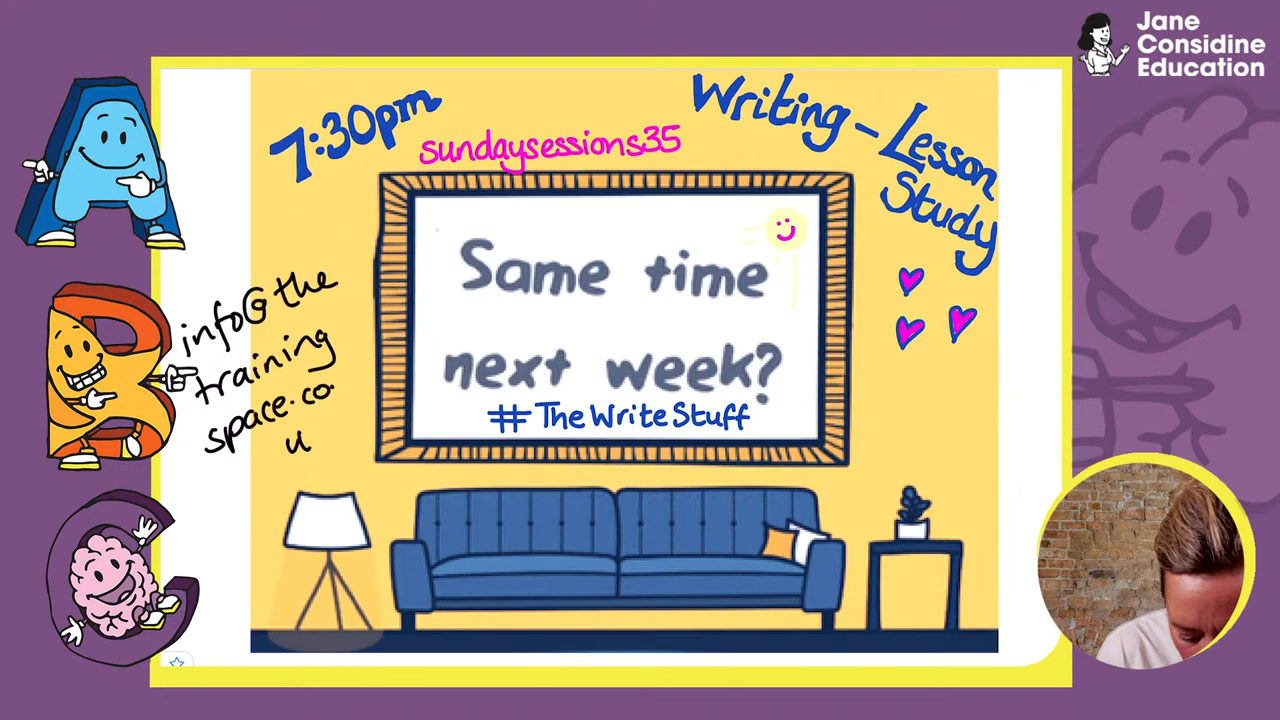 Jane
Considine
Education
7:30pm
sundaysessions35
Writing - Lesson
Study
Same time
next week?
#TheWriteStuff
info@the
training
space.co.
u
A
B
C